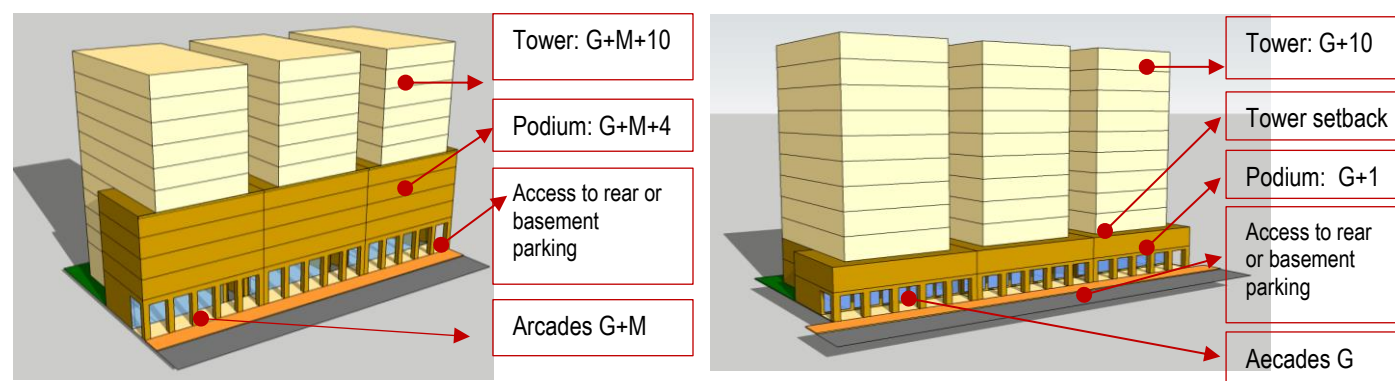 Tower: G+M+10
Podium: G+M+4
Access to rear or
basement
parking
Arcades G+M
Tower: G+10
Tower setback
Podium: G+1
Access to rear
or basement
parking
Aecades G